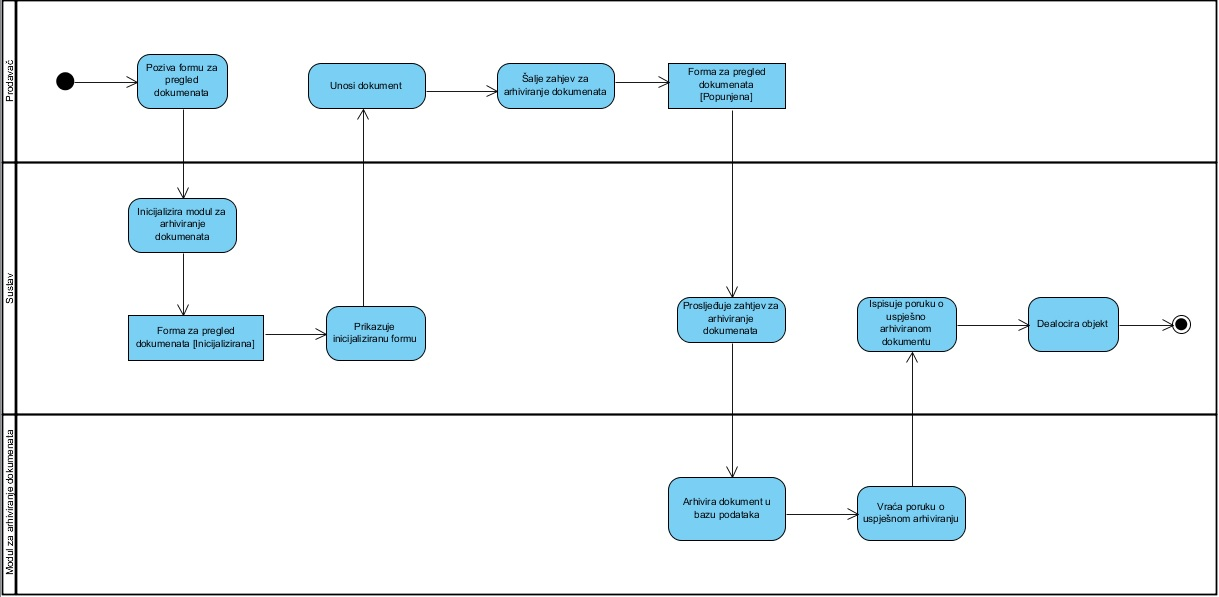 Prodavač
Poziva formu za
pregled
dokumenata
Unosi dokument
Šalje zahjev za
arhiviranje dokumenata
Forma za pregled
dokumenata
[Popunjena]
Sustav
Inicijalizira modul za
arhiviranje
dokumenata
Forma za pregled
dokumenata [Inicijalizirana]
Prikazuje
inicijaliziranu formu
Prosljeđuje zahtjev za
arhiviranje
dokumenata
Ispisuje poruku o
uspješno
arhiviranom
dokumentu
Dealocira objekt
Modul za arhiviranje dokumenata
Arhivira dokument u
bazu podataka
Vraća poruku o
uspješnom arhiviranju